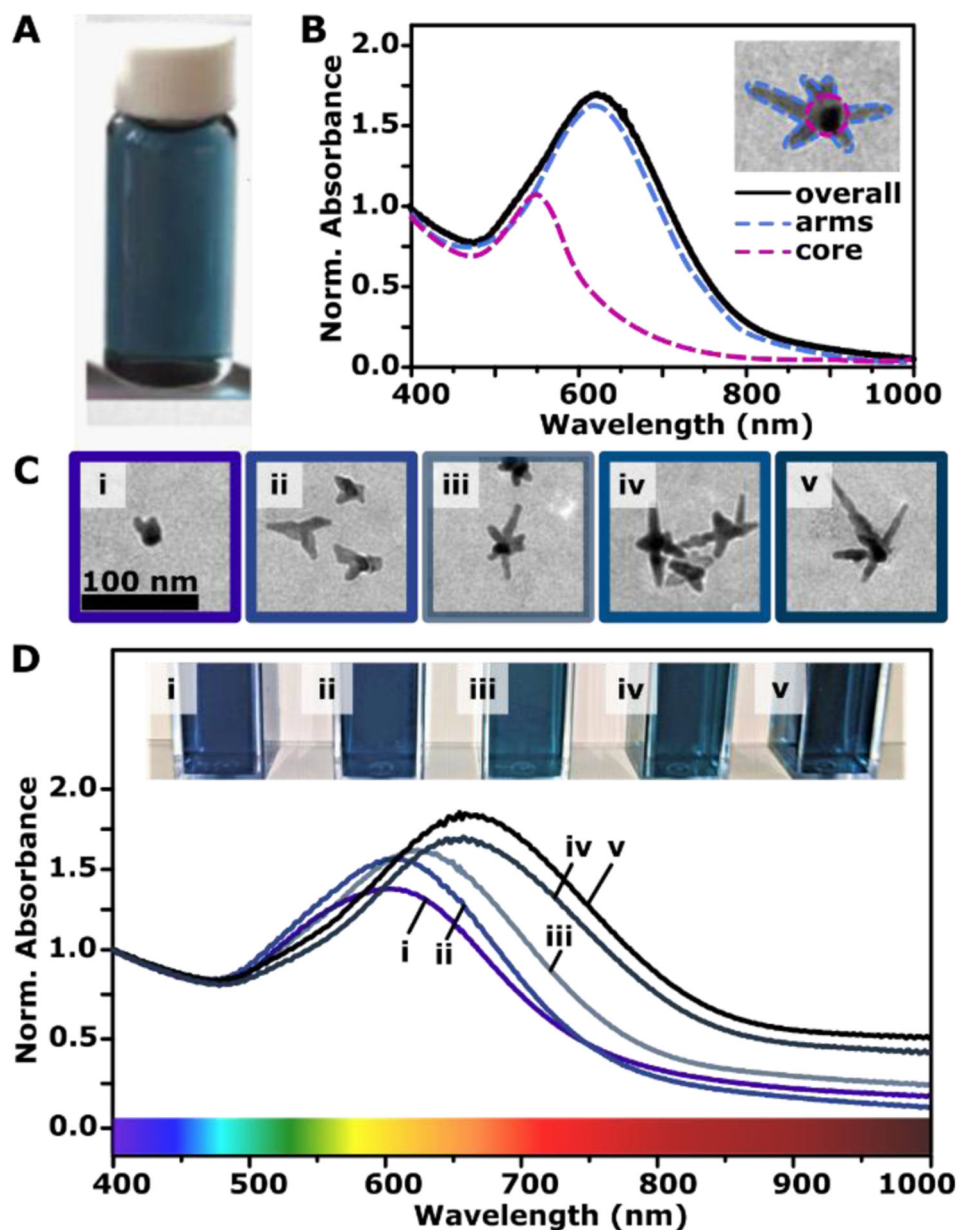 A
B
2.0
1.5
1.0
0.5
0.0
Norm. Absorbance
overall
arms
core
400 600 800 1000
Wavelength (nm)
C
i ii iii iv v
100 nm
D
i ii iii iv v
2.0
1.5
1.0
0.5
0.0
Norm. Absorbance
iv v
i ii iii
400 500 600 700 800 900 1000
Wavelength (nm)